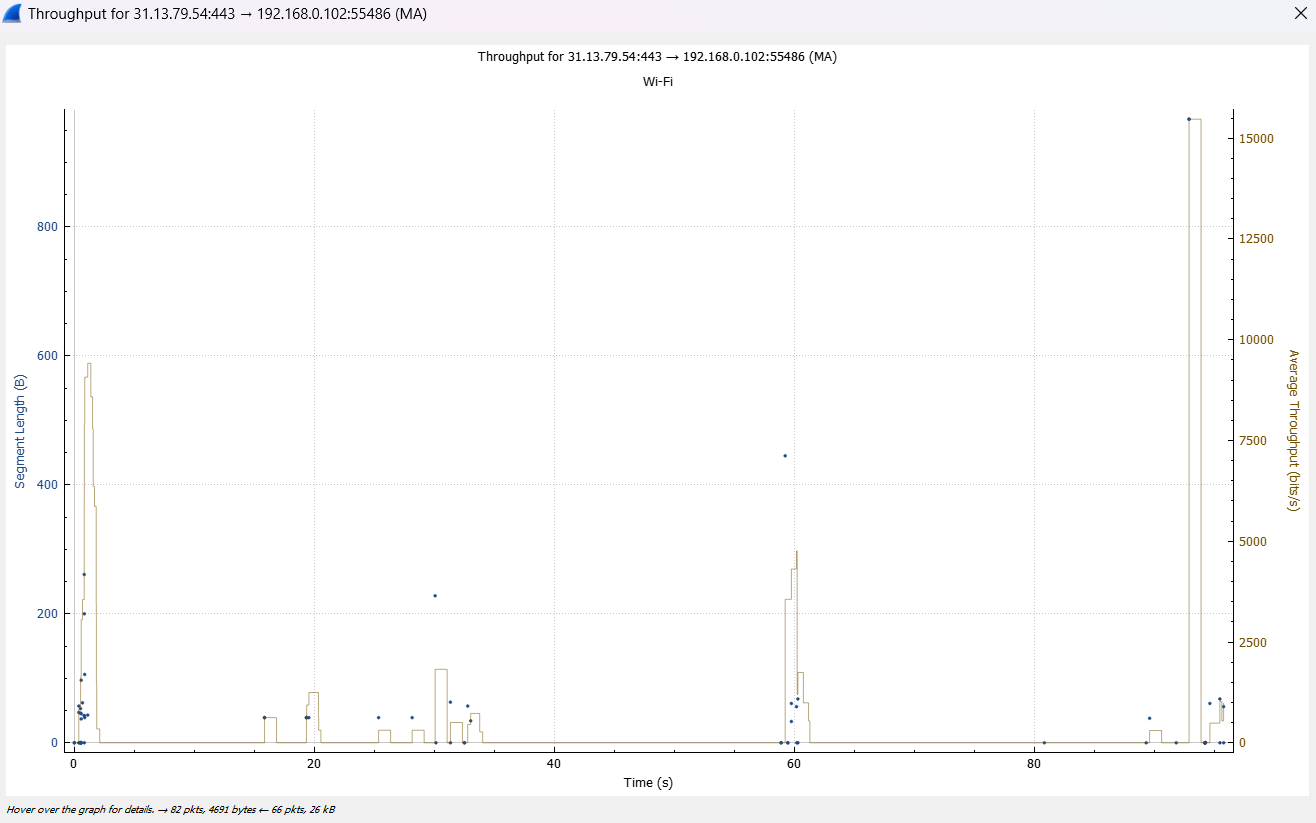 Throughput for 31.13.79.54:443 → 192.168.0.102:55486 (MA)
Throughput for 31.13.79.54:443 → 192.168.0.102:55486 (MA)
Wi-Fi
Segment Length (B)
800
600
400
200
0
0
20
40
60
80
Time (s)
15000
12500
10000
7500
5000
2500
0
Average Throughput (bits/s)
Hover over the graph for details. → 82 pkts, 4691 bytes ← 66 pkts, 26 kB